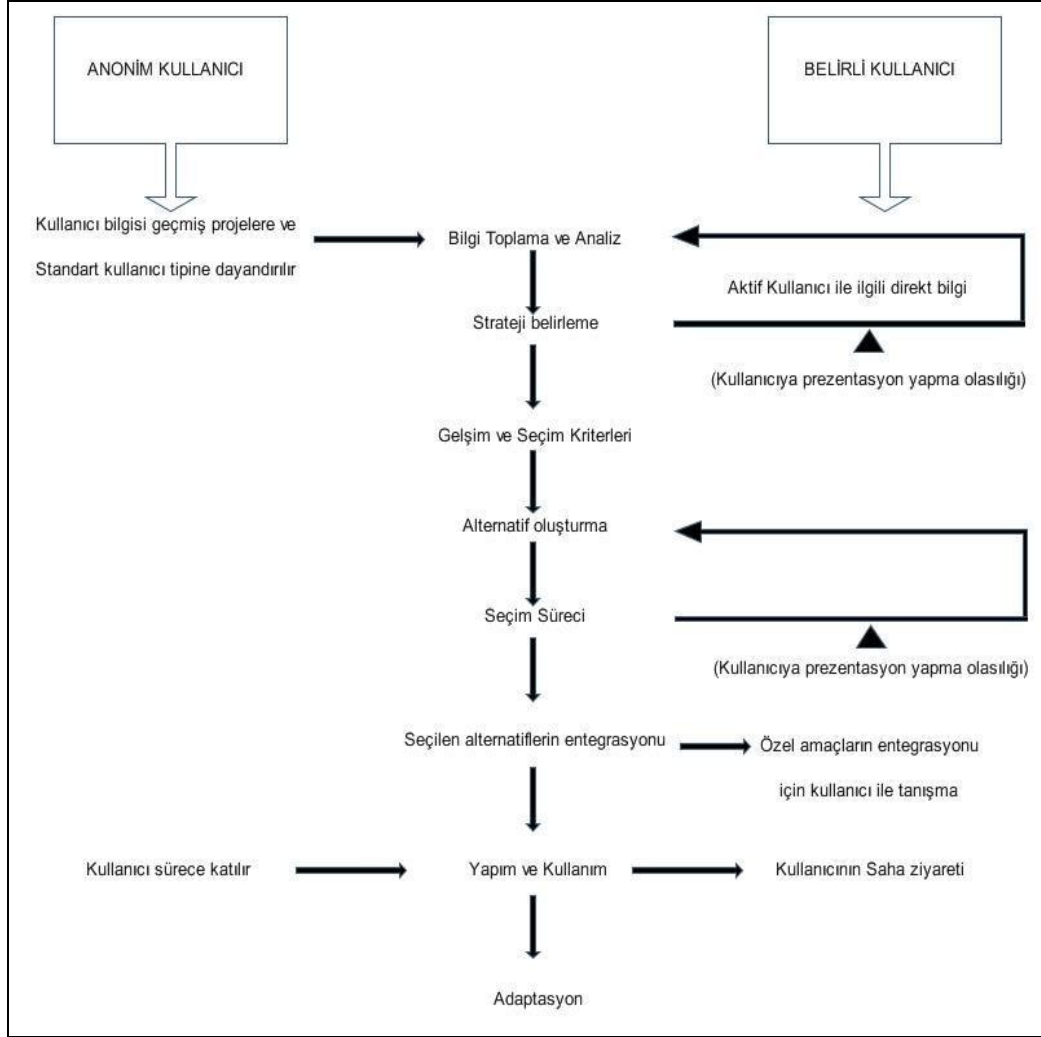 ANONİM KULLANICI
BELİRLİ KULLANICI
Kullanıcı bilgisi geçmiş projelere ve
Standart kullanıcı tipine dayandırılır
Bilgi Toplama ve Analiz
Aktif Kullanıcı ile ilgili direkt bilgi
Strateji belirleme
(Kullanıcıya prezentasyon yapma olasılığı)
Gelşim ve Seçim Kriterleri
Alternatif oluşturma
Seçim Süreci
(Kullanıcıya prezentasyon yapma olasılığı)
Seçilen alternatiflerin entegrasyonu
Özel amaçların entegrasyonu
için kullanıcı ile tanışma
Kullanıcı sürece katılır
Yapım ve Kullanım
Kullanıcının Saha ziyareti
Adaptasyon